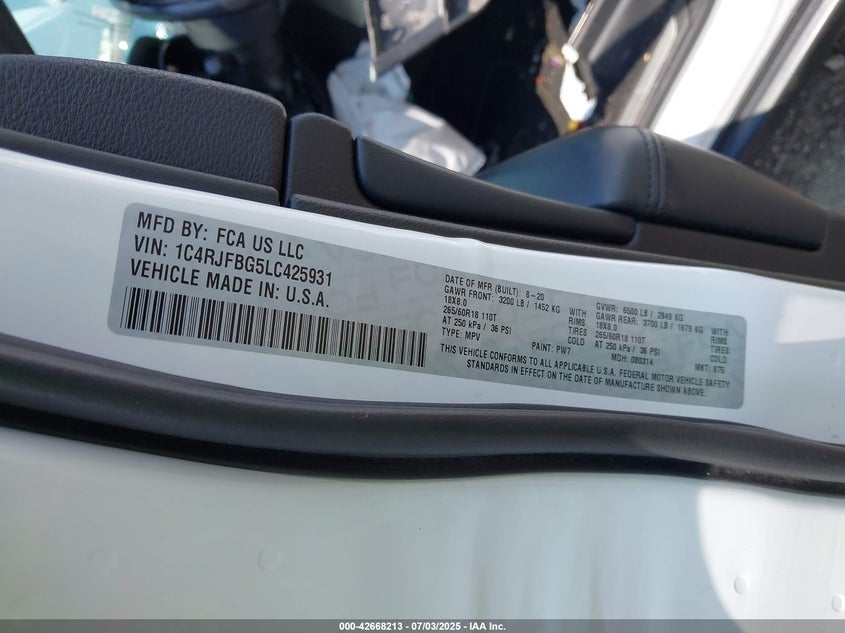 MFD BY: FCA US LLC
VIN: 1C4RJFBG5LC425931
VEHICLE MADE IN: U.S.A.
DATE OF MFR (BUILT): 8-20
GVWR: 6500 LB / 2949 KG
GAWR FRONT: 3200 LB / 1452 KG WITH
GAWR REAR: 3700 LB / 1679 KG WITH
18X8.0 RIMS
18X8.0 RIMS
265/60R18 110T TIRES
265/60R18 110T TIRES
AT 250 kPa / 36 PSI COLD
AT 250 kPa / 36 PSI COLD
TYPE: MPV PAINT: PW7 MDH: 080314 MKT: B75
THIS VEHICLE CONFORMS TO ALL APPLICABLE U.S.A. FEDERAL MOTOR VEHICLE SAFETY
STANDARDS IN EFFECT ON THE DATE OF MANUFACTURE SHOWN ABOVE.
000-42668213 - 07/03/2025 - IAA Inc.